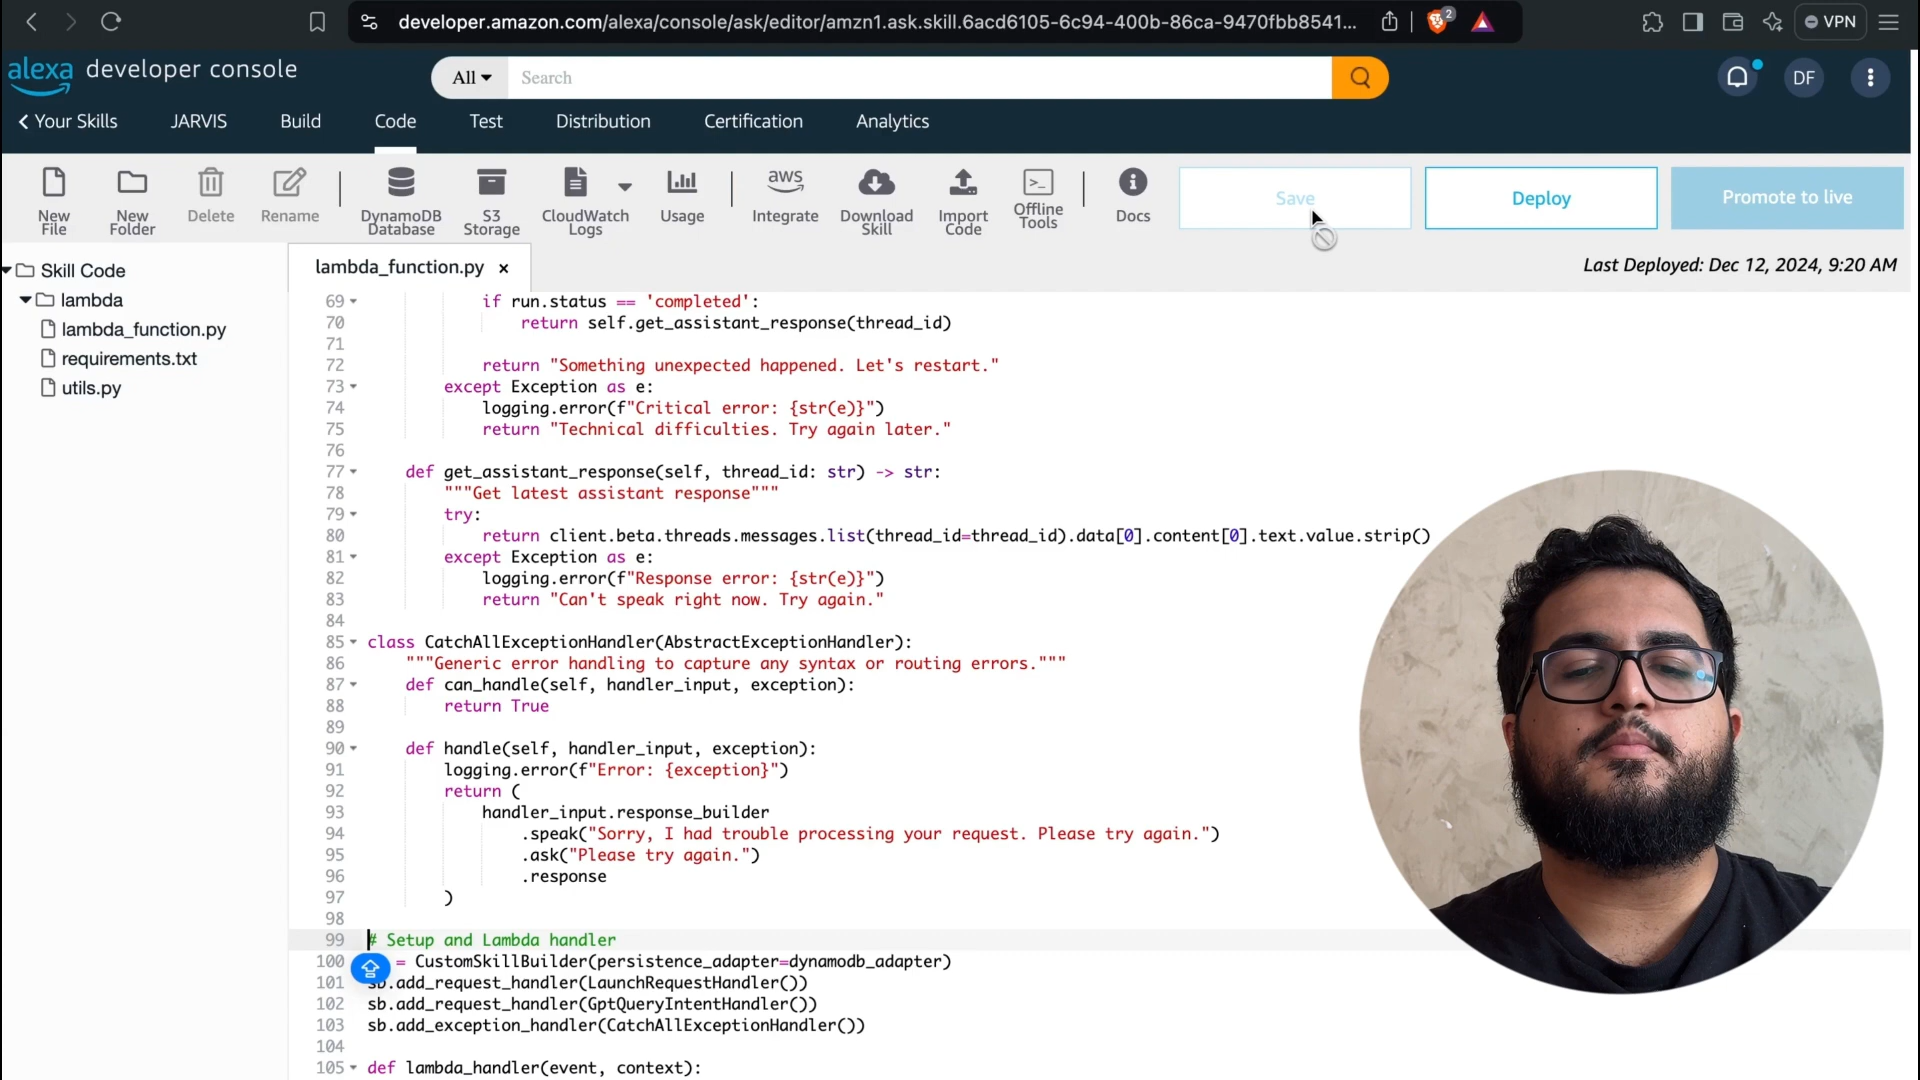 developer.amazon.com/alexa/console/ask/editor/amzn1.ask.skill.6acd6105-6c94-400b-86ca-9470fbb8541...
2
VPN
alexa developer console
All
Search
DF
Your Skills
JARVIS
Build
Code
Test
Distribution
Certification
Analytics
New File
New Folder
Delete
Rename
DynamoDB Database
S3 Storage
CloudWatch Logs
Usage
aws
Integrate
Download Skill
Import Code
Offline Tools
Docs
Save
Deploy
Promote to live
Skill Code
lambda
lambda_function.py
requirements.txt
utils.py
lambda_function.py ×
Last Deployed: Dec 12, 2024, 9:20 AM
69 if run.status == 'completed':
70 return self.get_assistant_response(thread_id)
71
72 return "Something unexpected happened. Let's restart."
73 except Exception as e:
74 logging.error(f"Critical error: {str(e)}")
75 return "Technical difficulties. Try again later."
76
77 def get_assistant_response(self, thread_id: str) -> str:
78 """Get latest assistant response"""
79 try:
80 return client.beta.threads.messages.list(thread_id=thread_id).data[0].content[0].text.value.strip()
81 except Exception as e:
82 logging.error(f"Response error: {str(e)}")
83 return "Can't speak right now. Try again."
84
85 class CatchAllExceptionHandler(AbstractExceptionHandler):
86 """Generic error handling to capture any syntax or routing errors."""
87 def can_handle(self, handler_input, exception):
88 return True
89
90 def handle(self, handler_input, exception):
91 logging.error(f"Error: {exception}")
92 return (
93 handler_input.response_builder
94 .speak("Sorry, I had trouble processing your request. Please try again.")
95 .ask("Please try again.")
96 .response
97 )
98
99 # Setup and Lambda handler
100 = CustomSkillBuilder(persistence_adapter=dynamodb_adapter)
101 sb.add_request_handler(LaunchRequestHandler())
102 sb.add_request_handler(GptQueryIntentHandler())
103 sb.add_exception_handler(CatchAllExceptionHandler())
104
105 def lambda_handler(event, context):